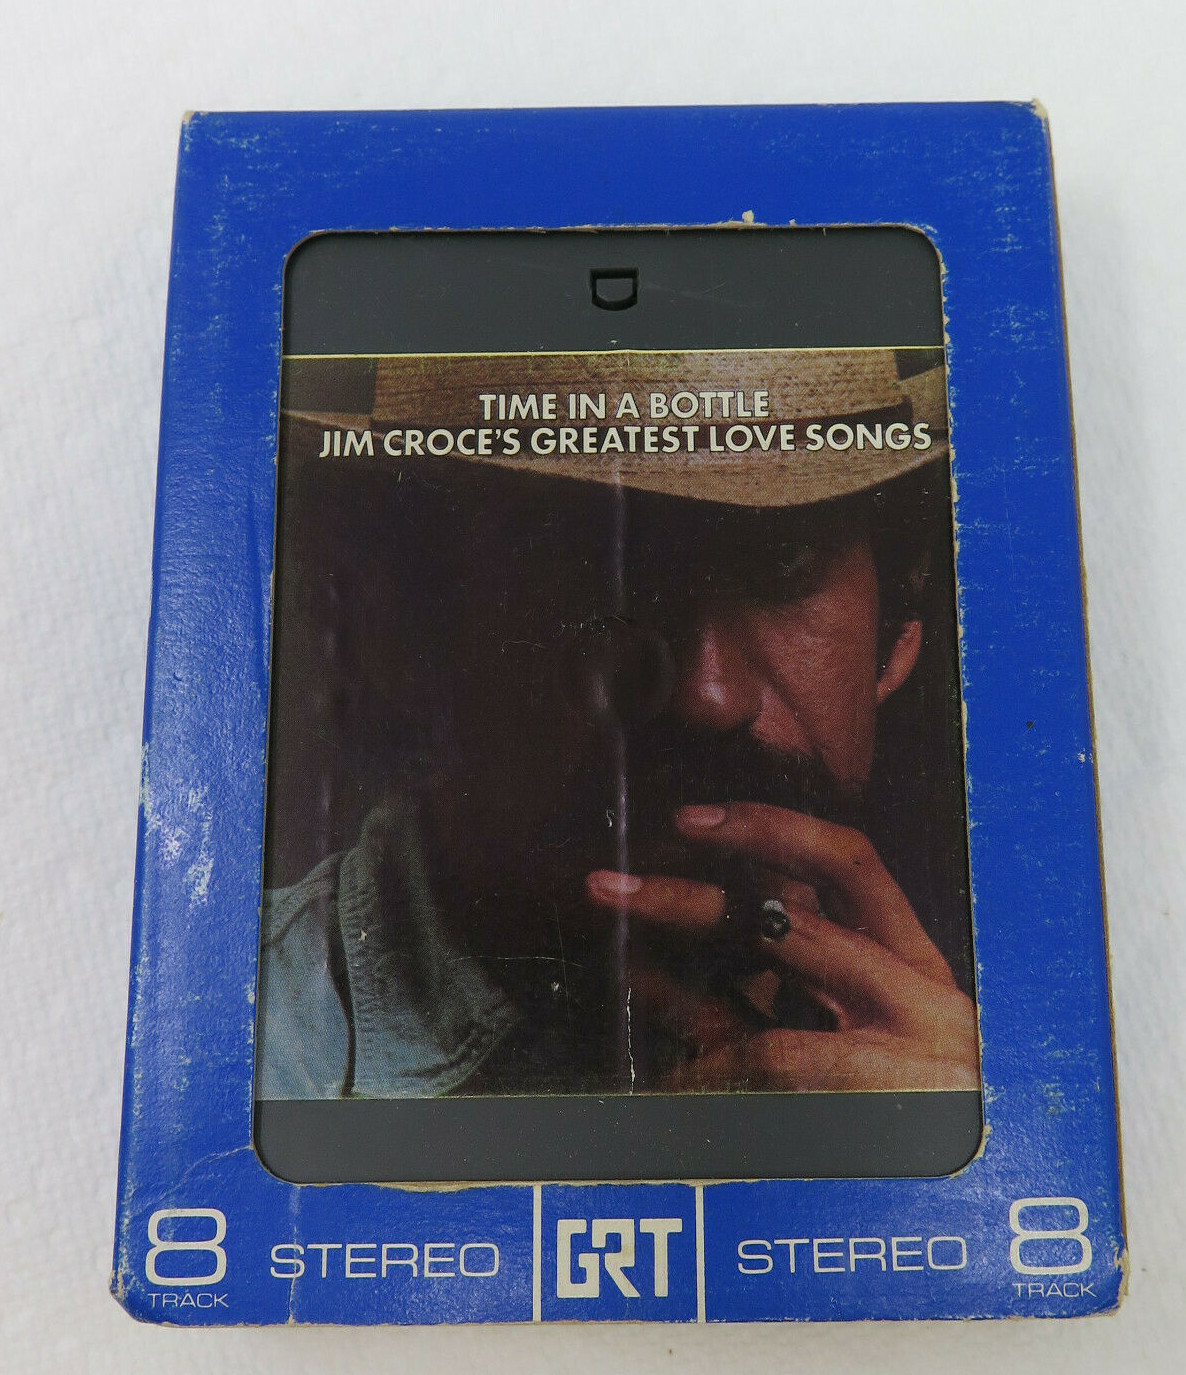 TIME IN A BOTTLE
JIM CROCE'S GREATEST LOVE SONGS
8 STEREO GRT STEREO 8
TRACK TRACK